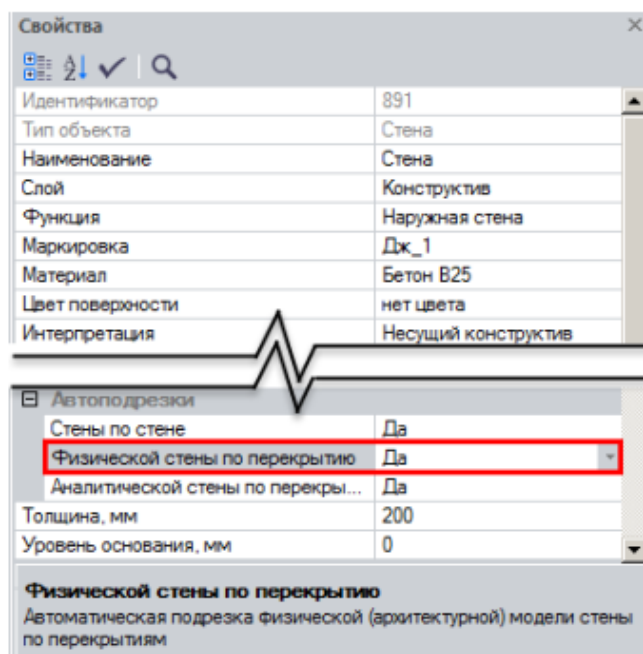 Свойства
Идентификатор 891
Тип объекта Стена
Наименование Стена
Слой Конструктив
Функция Наружная стена
Маркировка Дж_1
Материал Бетон B25
Цвет поверхности нет цвета
Интерпретация Несущий конструктив
Автоподрезки
Стены по стене Да
Физической стены по перекрытию Да
Аналитической стены по перекры... Да
Толщина, мм 200
Уровень основания, мм 0
Физической стены по перекрытию
Автоматическая подрезка физической (архитектурной) модели стены
по перекрытиям